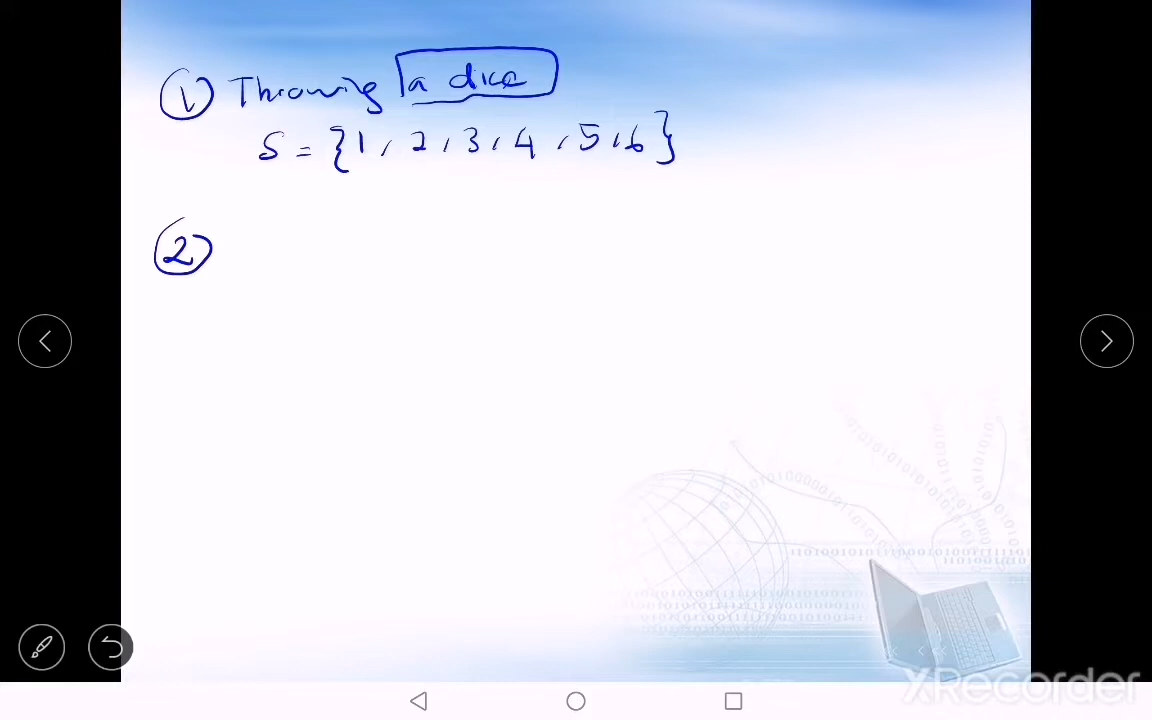 ① Throwing a dice
S = {1, 2, 3, 4, 5, 6}
②
XRecorder